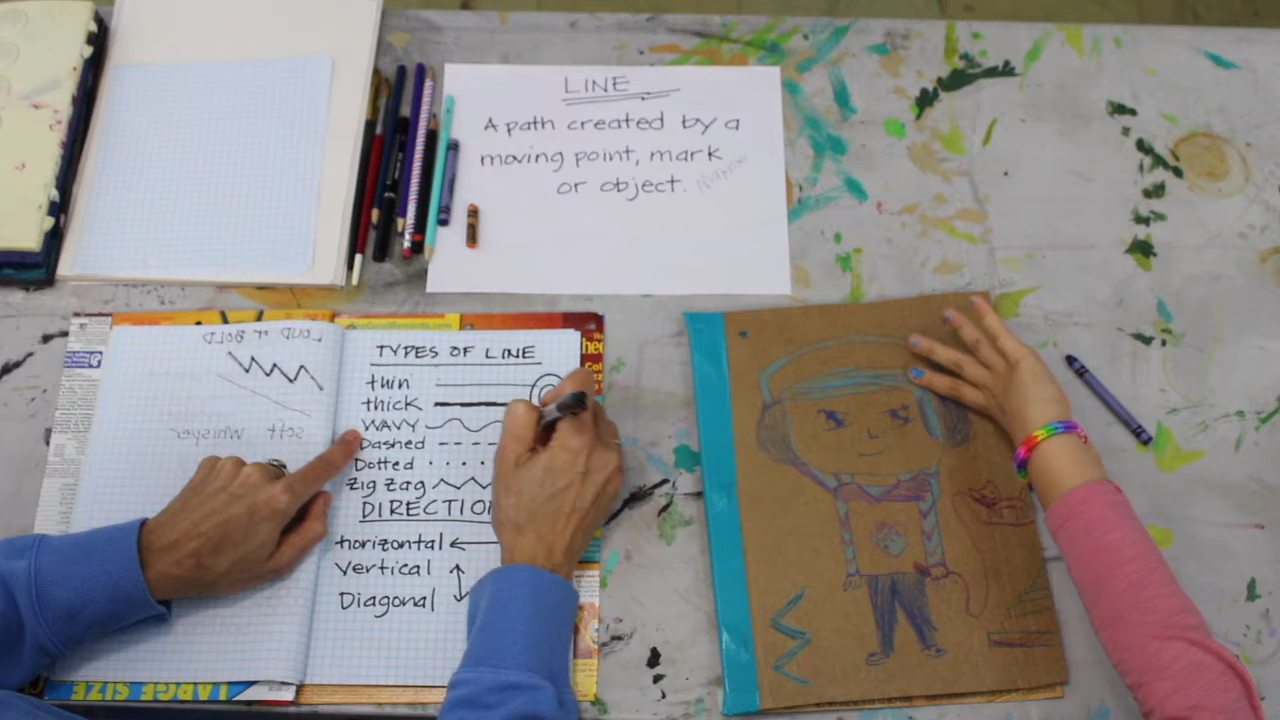 LINE
A path created by a
moving point, mark
or object.
LOUD & BOLD
soft whisper
TYPES OF LINE
thin
thick
WAVY
Dashed
Dotted
zig zag
DIRECTION
horizontal
vertical
Diagonal
LARGE SIZE